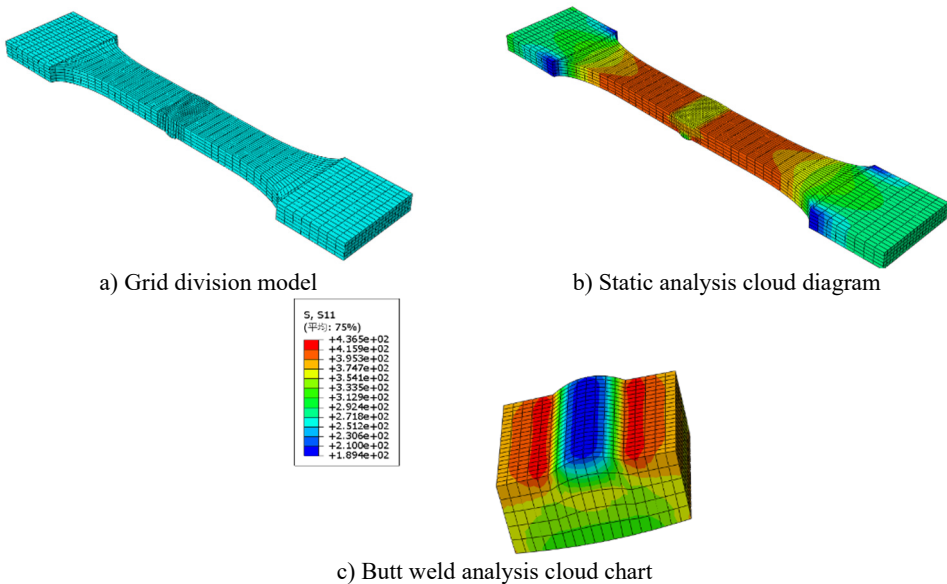 a) Grid division model
b) Static analysis cloud diagram
S, S11
(平均: 75%)
+4.365e+02
+4.159e+02
+3.953e+02
+3.747e+02
+3.541e+02
+3.335e+02
+3.129e+02
+2.924e+02
+2.718e+02
+2.512e+02
+2.306e+02
+2.100e+02
+1.894e+02
c) Butt weld analysis cloud chart